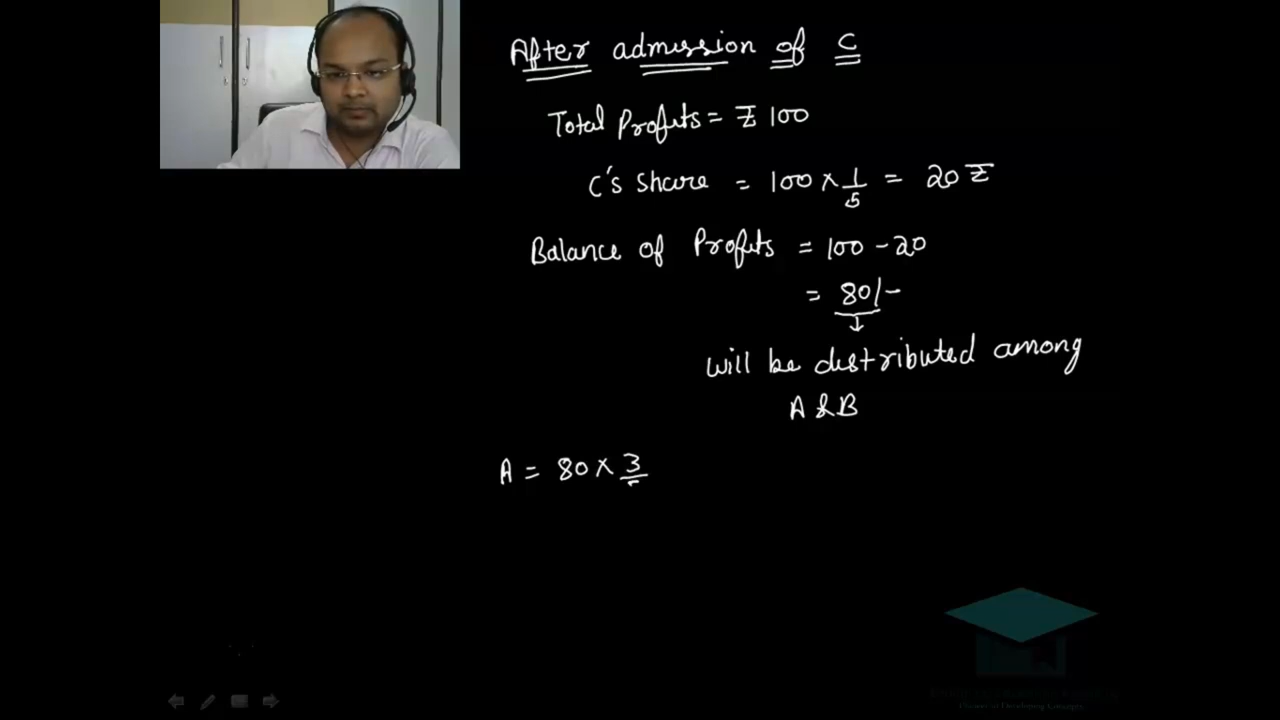 After admission of C
Total Profits = ₹ 100
C's Share = 100 × 1/5 = 20 ₹
Balance of Profits = 100 - 20
= 80/-
↓
will be distributed among
A & B
A = 80 × 3/